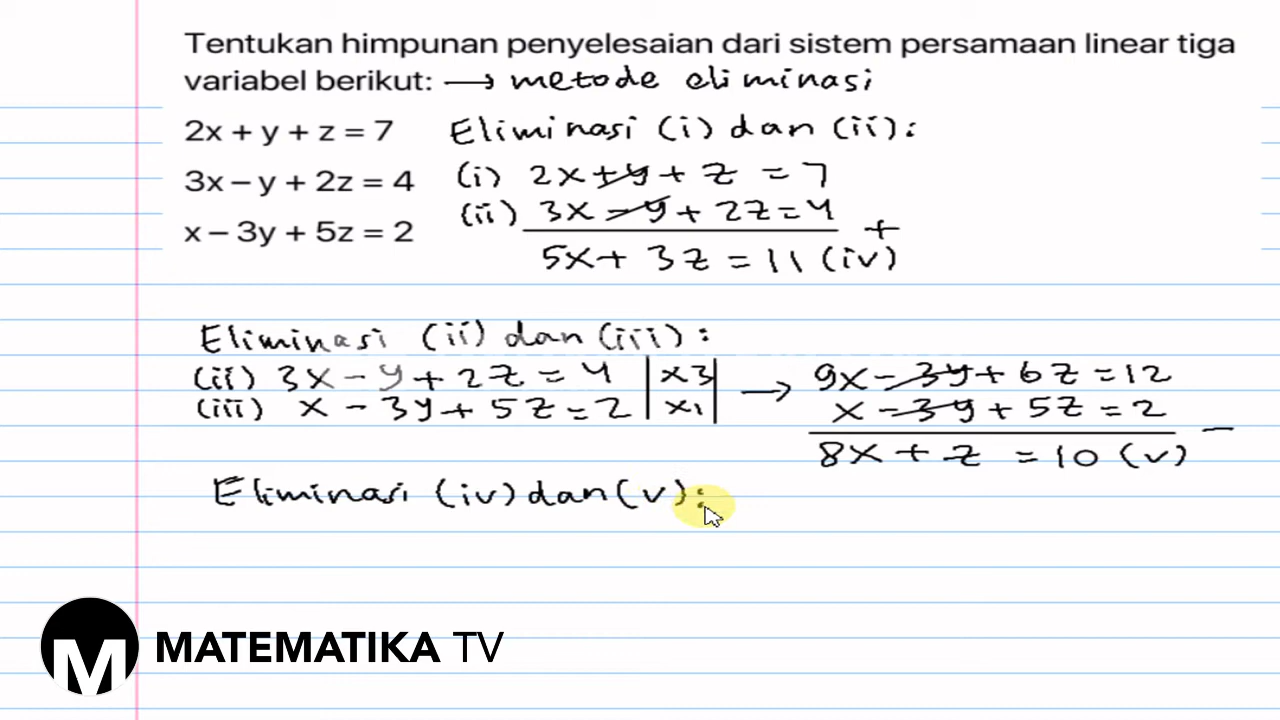 Tentukan himpunan penyelesaian dari sistem persamaan linear tiga
variabel berikut: → metode eliminasi
2x + y + z = 7
3x – y + 2z = 4
x – 3y + 5z = 2
Eliminasi (i) dan (ii):
(i) 2x + y + z = 7
(ii) 3x – y + 2z = 4
+
5x + 3z = 11 (iv)
Eliminasi (ii) dan (iii):
(ii) 3x – y + 2z = 4 | x3 | → 9x – 3y + 6z = 12
(iii) x – 3y + 5z = 2 | x1 | x – 3y + 5z = 2
–
8x + z = 10 (v)
Eliminasi (iv) dan (v):
M MATEMATIKA TV